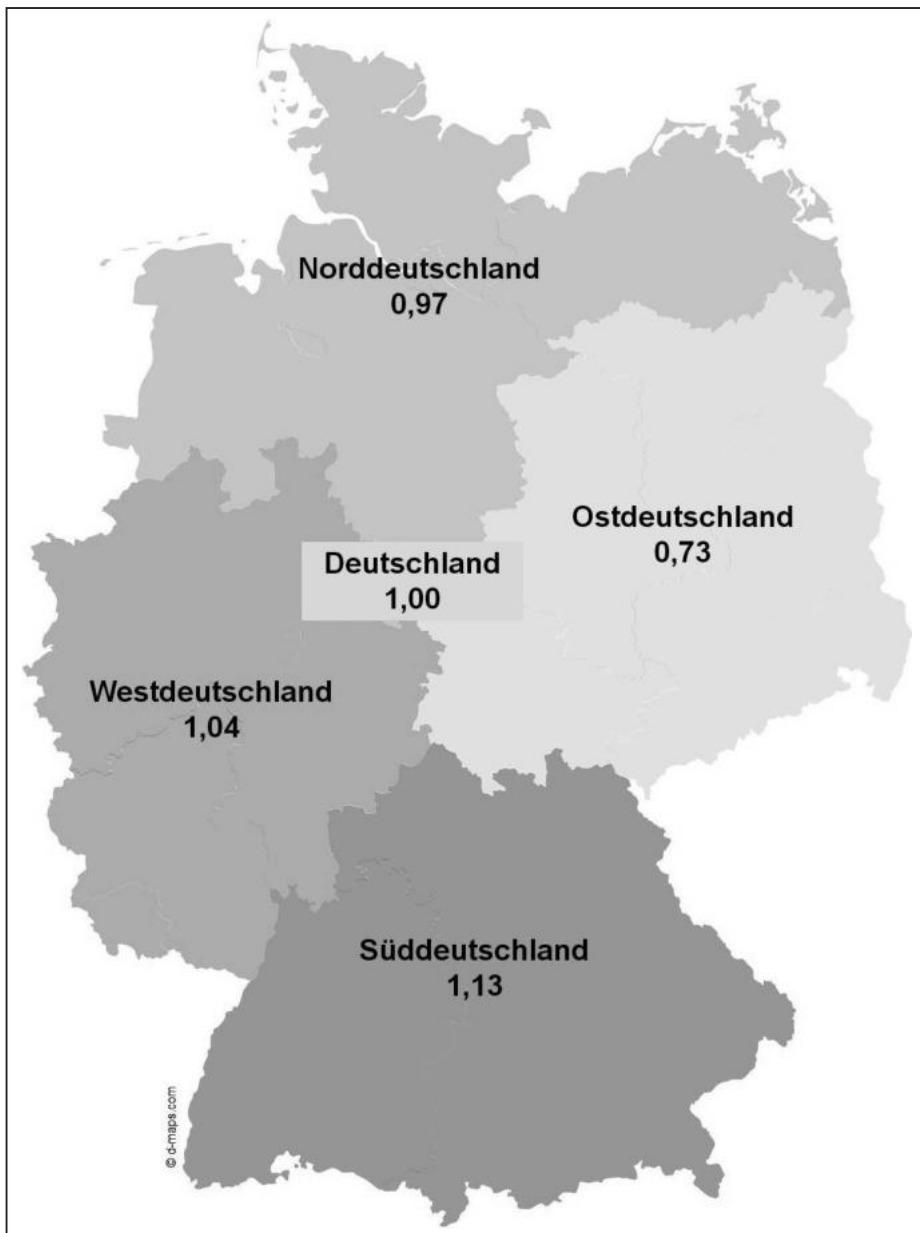 Norddeutschland
0,97
Ostdeutschland
0,73
Deutschland
1,00
Westdeutschland
1,04
Süddeutschland
1,13
© d-maps.com